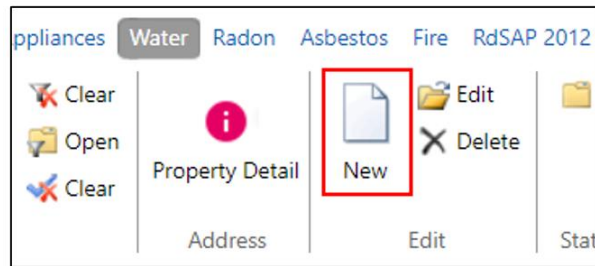 ppliances Water Radon Asbestos Fire RdSAP 2012
Clear
Open
Clear
Property Detail
Address
New
Edit
Delete
Edit
Stat